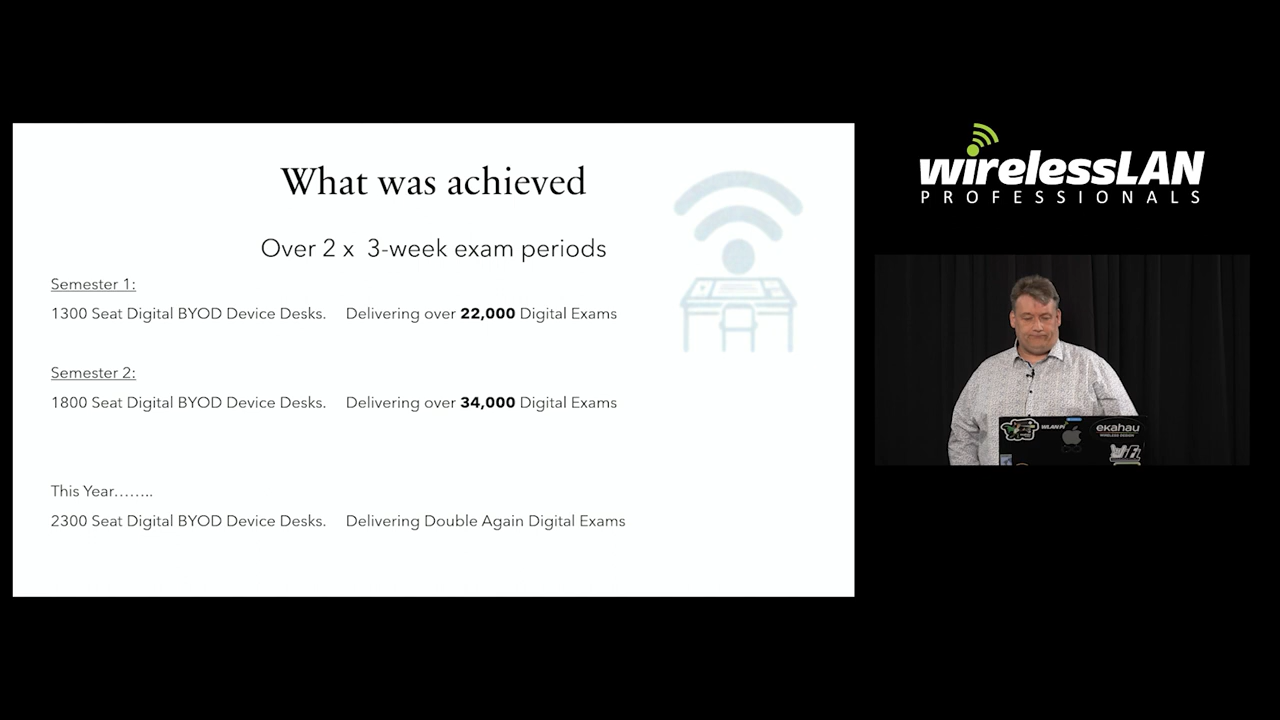 What was achieved
Over 2 x 3-week exam periods
Semester 1:
1300 Seat Digital BYOD Device Desks. Delivering over 22,000 Digital Exams
Semester 2:
1800 Seat Digital BYOD Device Desks. Delivering over 34,000 Digital Exams
This Year........
2300 Seat Digital BYOD Device Desks. Delivering Double Again Digital Exams
wirelessLAN
PROFESSIONALS
ekahau
WIRELESS DESIGN